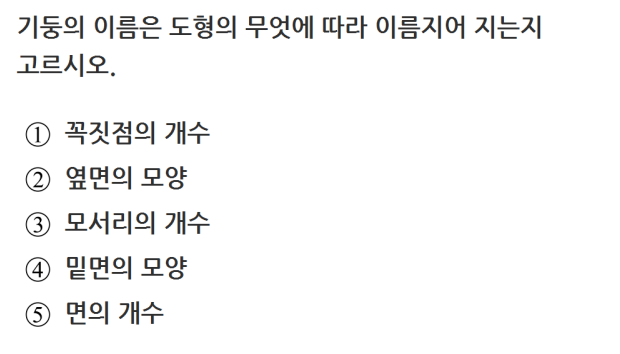 기둥의 이름은 도형의 무엇에 따라 이름지어 지는지
고르시오.
① 꼭짓점의 개수
② 옆면의 모양
③ 모서리의 개수
④ 밑면의 모양
⑤ 면의 개수